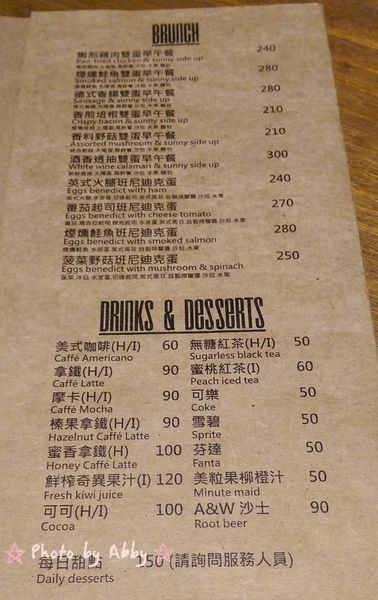 BRUNCH
嫩煎雞肉雙蛋早午餐 240
Pan-fried chicken & sunny side up
煙燻鮭魚雙蛋早午餐 280
Smoked salmon & sunny side up
德式香腸雙蛋早午餐 280
Sausage & sunny side up
香煎培根雙蛋早午餐 210
Crispy bacon & sunny side up
香料野菇雙蛋早午餐 210
Assorted mushroom & sunny side up
酒香透抽雙蛋早午餐 300
White wine calamari & sunny side up
英式火腿班尼迪克蛋 240
Eggs benedict with ham
番茄起司班尼迪克蛋 270
Eggs benedict with cheese tomato
煙燻鮭魚班尼迪克蛋 280
Eggs benedict with smoked salmon
菠菜野菇班尼迪克蛋 250
Eggs benedict with mushroom & spinach
DRINKS & DESSERTS
美式咖啡(H/I) 60 無糖紅茶(H/I) 50
Caffé Americano Sugarless black tea
拿鐵(H/I) 90 蜜桃紅茶(I) 60
Caffé Latte Peach iced tea
摩卡(H/I) 90 可樂 50
Caffé Mocha Coke
榛果拿鐵(H/I) 90 雪碧 50
Hazelnut Caffé Latte Sprite
蜜香拿鐵(H) 100 芬達 50
Honey Caffé Latte Fanta
鮮榨奇異果汁(I) 120 美粒果柳橙汁 50
Fresh kiwi juice Minute maid
可可(H/I) 100 A&W 沙士 90
Cocoa Root beer
☆ Photo by Abby ☆
每日甜點 150 (請詢問服務人員)
Daily desserts